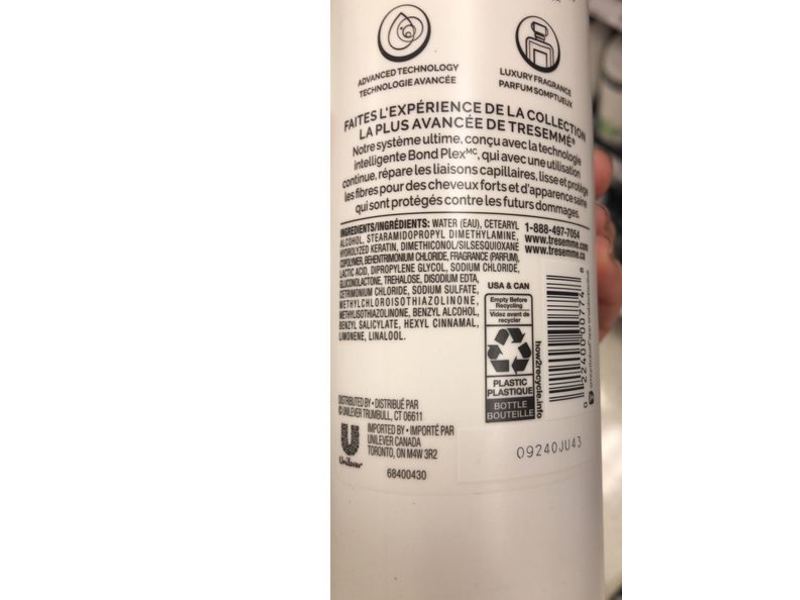 ADVANCED TECHNOLOGY
TECHNOLOGIE AVANCÉE
LUXURY FRAGRANCE
PARFUM SOMPTUEUX
FAITES L'EXPÉRIENCE DE LA COLLECTION
LA PLUS AVANCÉE DE TRESEMMÉ
Notre système ultime, conçu avec la technologie
intelligente Bond Plexᴹᶜ, qui avec une utilisation
continue, répare les liaisons capillaires, lisse et protège
les fibres pour des cheveux forts et d'apparence saine
qui sont protégés contre les futurs dommages.
INGREDIENTS/INGRÉDIENTS: WATER (EAU), CETEARYL
ALCOHOL, STEARAMIDOPROPYL DIMETHYLAMINE,
HYDROLYZED KERATIN, DIMETHICONOL/SILSESQUIOXANE
COPOLYMER, BEHENTRIMONIUM CHLORIDE, FRAGRANCE (PARFUM),
LACTIC ACID, DIPROPYLENE GLYCOL, SODIUM CHLORIDE,
GLUCONOLACTONE, TREHALOSE, DISODIUM EDTA,
CETRIMONIUM CHLORIDE, SODIUM SULFATE,
METHYLCHLOROISOTHIAZOLINONE,
METHYLISOTHIAZOLINONE, BENZYL ALCOHOL,
BENZYL SALICYLATE, HEXYL CINNAMAL,
LIMONENE, LINALOOL.
1-888-497-7054
www.tresemme.com
www.tresemme.ca
USA & CAN
Empty Before
Recycling
Videz avant de
recycler
PLASTIC
PLASTIQUE
BOTTLE
BOUTEILLE
how2recycle.info
0 22400 00774 8
DISTRIBUTED BY • DISTRIBUÉ PAR
© UNILEVER TRUMBULL, CT 06611
IMPORTED BY • IMPORTÉ PAR
UNILEVER CANADA
TORONTO, ON M4W 3R2
Unilever
68400430
09240JU43